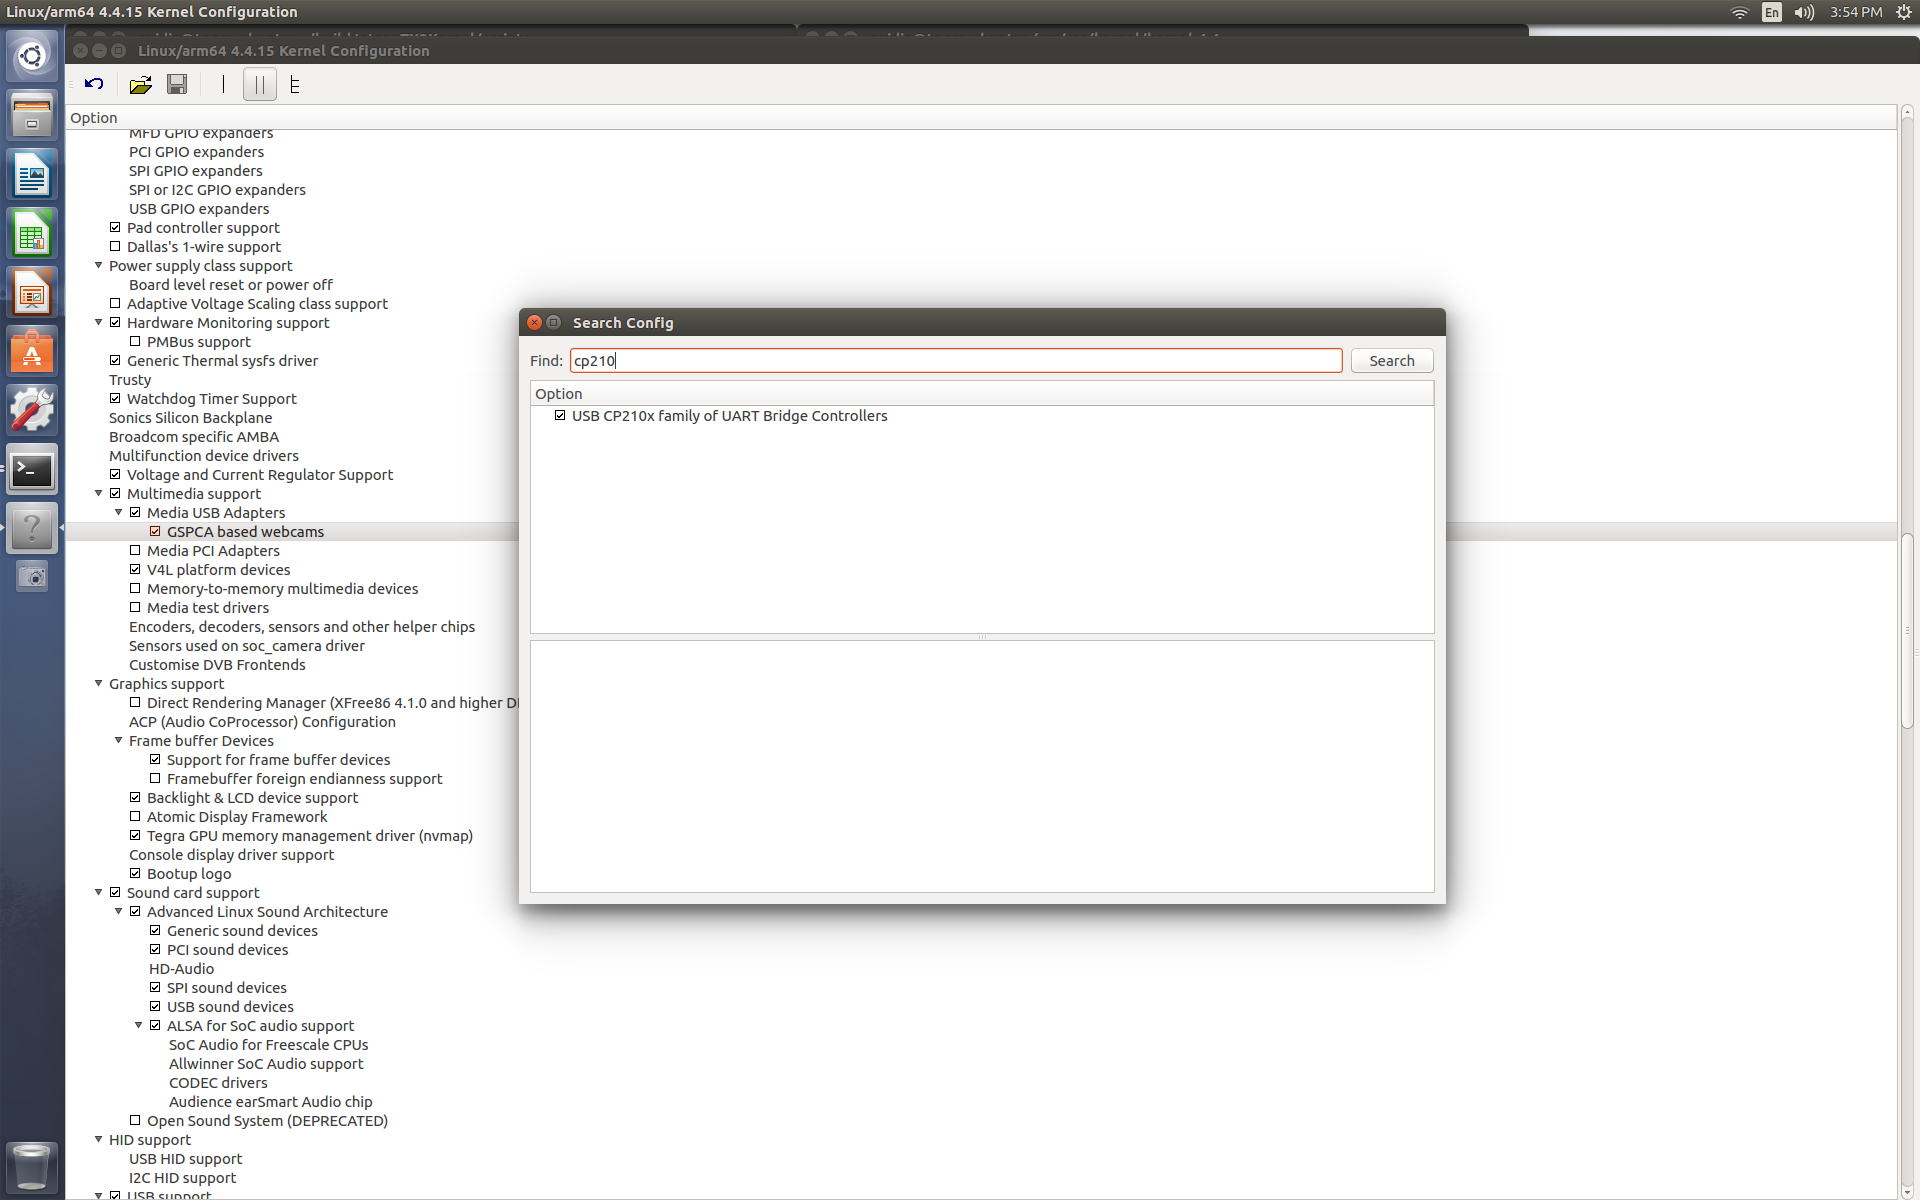 Linux/arm64 4.4.15 Kernel Configuration
En
3:54 PM
Linux/arm64 4.4.15 Kernel Configuration
Option
MFD GPIO expanders
PCI GPIO expanders
SPI GPIO expanders
SPI or I2C GPIO expanders
USB GPIO expanders
Pad controller support
Dallas's 1-wire support
Power supply class support
Board level reset or power off
Adaptive Voltage Scaling class support
Hardware Monitoring support
PMBus support
Generic Thermal sysfs driver
Trusty
Watchdog Timer Support
Sonics Silicon Backplane
Broadcom specific AMBA
Multifunction device drivers
Voltage and Current Regulator Support
Multimedia support
Media USB Adapters
GSPCA based webcams
Media PCI Adapters
V4L platform devices
Memory-to-memory multimedia devices
Media test drivers
Encoders, decoders, sensors and other helper chips
Sensors used on soc_camera driver
Customise DVB Frontends
Graphics support
Direct Rendering Manager (XFree86 4.1.0 and higher
ACP (Audio CoProcessor) Configuration
Frame buffer Devices
Support for frame buffer devices
Framebuffer foreign endianness support
Backlight & LCD device support
Atomic Display Framework
Tegra GPU memory management driver (nvmap)
Console display driver support
Bootup logo
Sound card support
Advanced Linux Sound Architecture
Generic sound devices
PCI sound devices
HD-Audio
SPI sound devices
USB sound devices
ALSA for SoC audio support
SoC Audio for Freescale CPUs
Allwinner SoC Audio support
CODEC drivers
Audience earSmart Audio chip
Open Sound System (DEPRECATED)
HID support
USB HID support
I2C HID support
USB support
Search Config
Find: cp210 Search
Option
USB CP210x family of UART Bridge Controllers